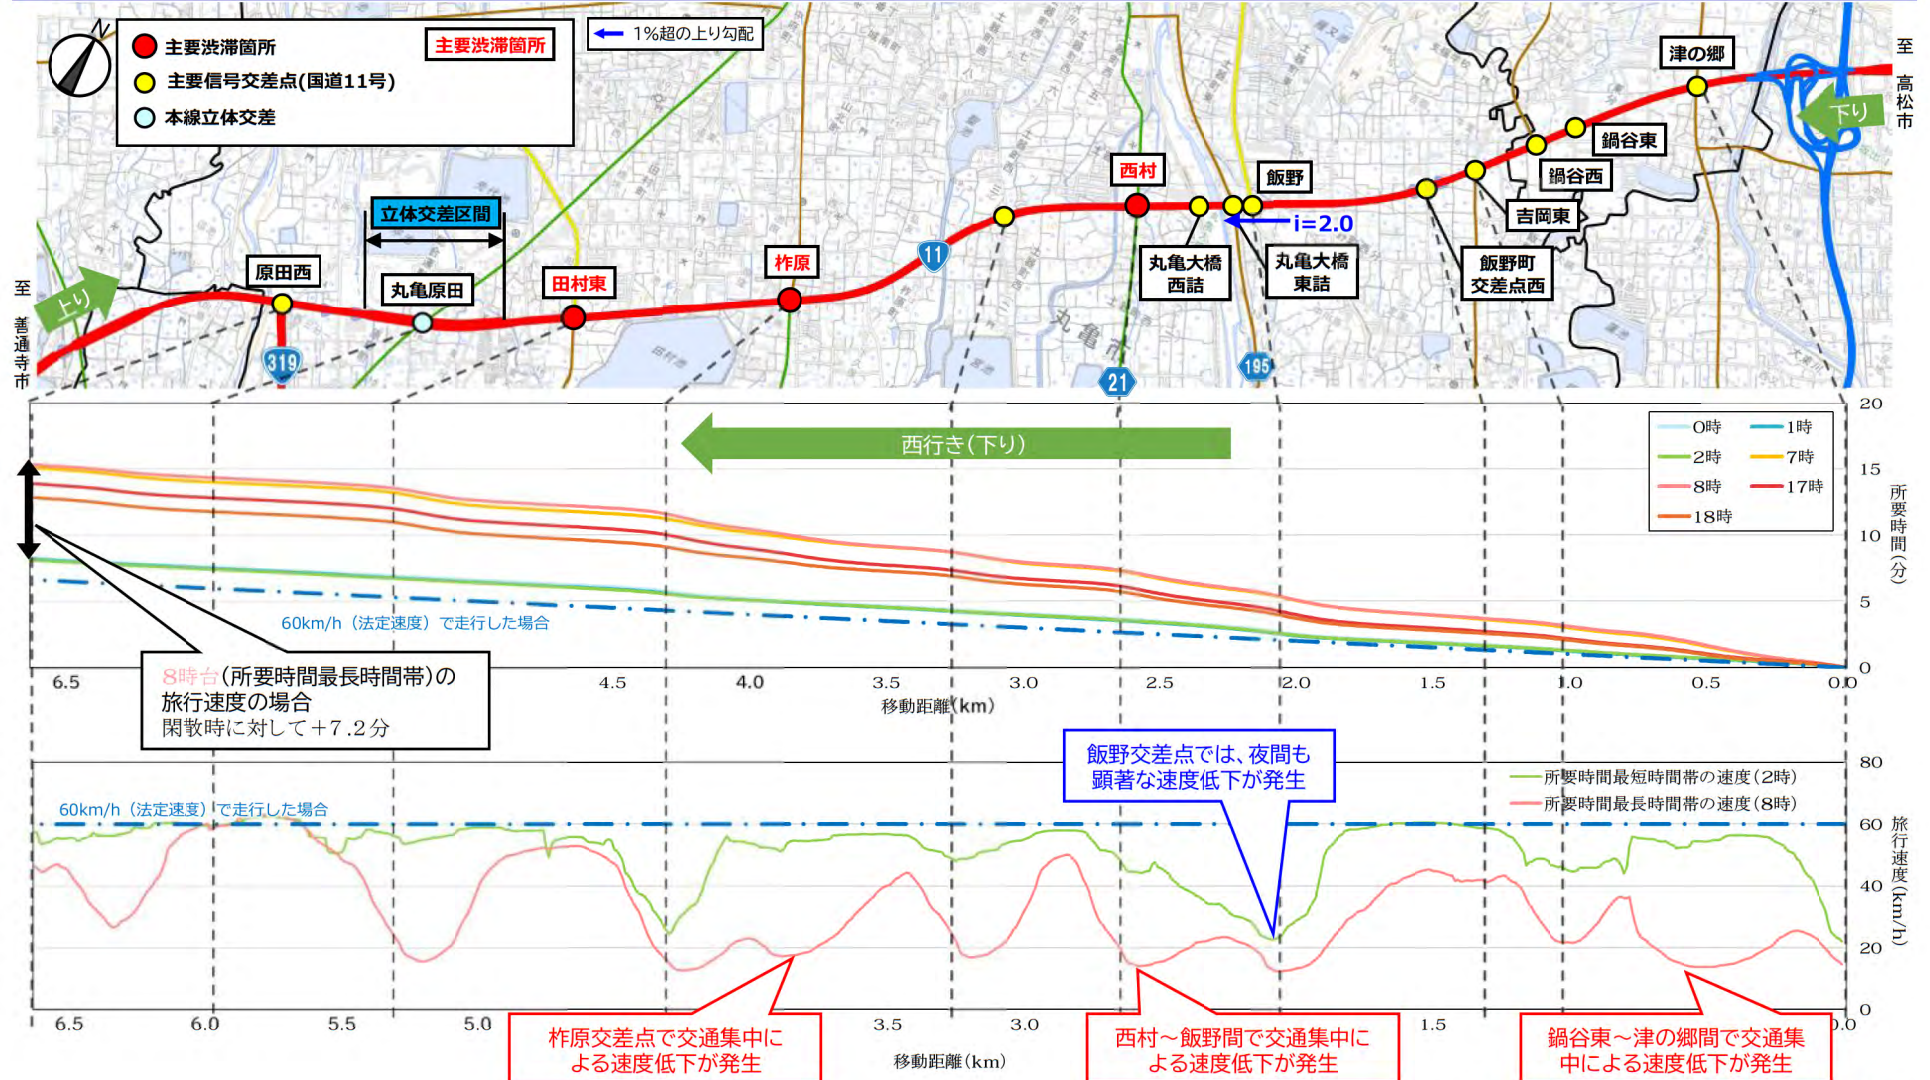 N
主要渋滞箇所
主要渋滞箇所
主要信号交差点(国道11号)
本線立体交差
1%超の上り勾配
至 高松市
下り
津の郷
鍋谷東
鍋谷西
吉岡東
飯野町
交差点西
飯野
i=2.0
丸亀大橋
東詰
丸亀大橋
西詰
西村
11
柞原
田村東
立体交差区間
丸亀原田
原田西
上り
至 善通寺市
319
21
195
丸亀市
田村池
西行き(下り)
0時
1時
2時
7時
8時
17時
18時
20
15
10
5
0
所要時間(分)
60km/h(法定速度)で走行した場合
8時台(所要時間最長時間帯)の
旅行速度の場合
閑散時に対して+7.2分
6.5
4.5
4.0
3.5
3.0
2.5
2.0
1.5
1.0
0.5
0.0
移動距離(km)
飯野交差点では、夜間も
顕著な速度低下が発生
所要時間最短時間帯の速度(2時)
所要時間最長時間帯の速度(8時)
60km/h(法定速度)で走行した場合
80
60
40
20
0
旅行速度(km/h)
6.5
6.0
5.5
5.0
3.5
3.0
1.5
0.0
移動距離(km)
柞原交差点で交通集中に
よる速度低下が発生
西村～飯野間で交通集中に
よる速度低下が発生
鍋谷東～津の郷間で交通集
中による速度低下が発生